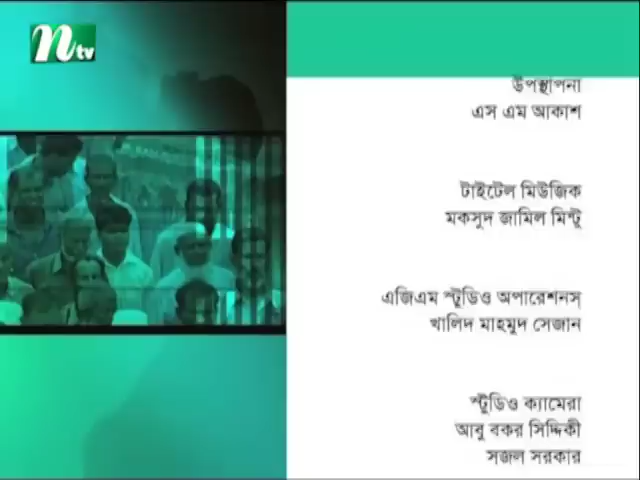 ntv
উপস্থাপনা
এস এম আকাশ
টাইটেল মিউজিক
মকসুদ জামিল মিন্টু
এজিএম স্টুডিও অপারেশনস্
খালিদ মাহমুদ সেজান
স্টুডিও ক্যামেরা
আবু বকর সিদ্দিকী
সজল সরকার